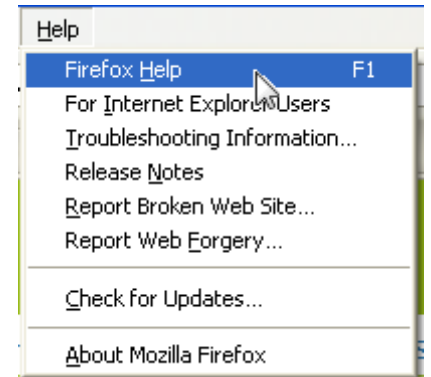 Help
Firefox Help F1
For Internet Explorer Users
Troubleshooting Information...
Release Notes
Report Broken Web Site...
Report Web Forgery...
Check for Updates...
About Mozilla Firefox